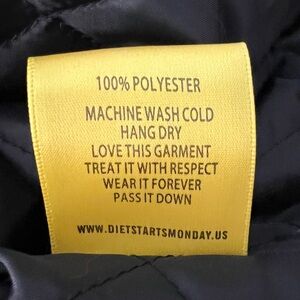 100% POLYESTER
MACHINE WASH COLD
HANG DRY
LOVE THIS GARMENT
TREAT IT WITH RESPECT
WEAR IT FOREVER
PASS IT DOWN
WWW.DIETSTARTSMONDAY.US